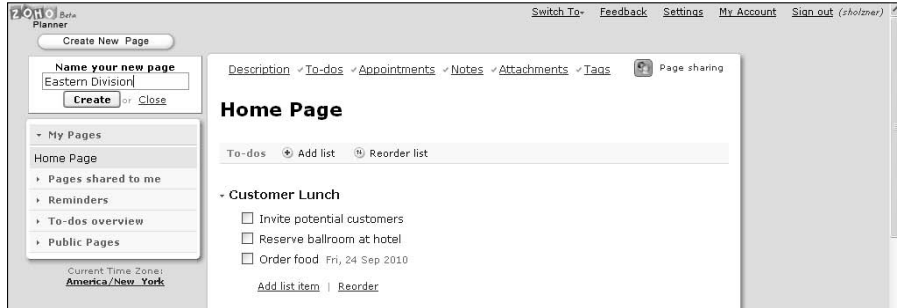 ZOHO Beta
Planner
Switch To- Feedback Settings My Account Sign out (sholzner)
Create New Page
Name your new page
Eastern Division
Create or Close
My Pages
Home Page
Pages shared to me
Reminders
To-dos overview
Public Pages
Current Time Zone:
America/New York
Description To-dos Appointments Notes Attachments Tags Page sharing
Home Page
To-dos Add list Reorder list
Customer Lunch
Invite potential customers
Reserve ballroom at hotel
Order food Fri, 24 Sep 2010
Add list item | Reorder